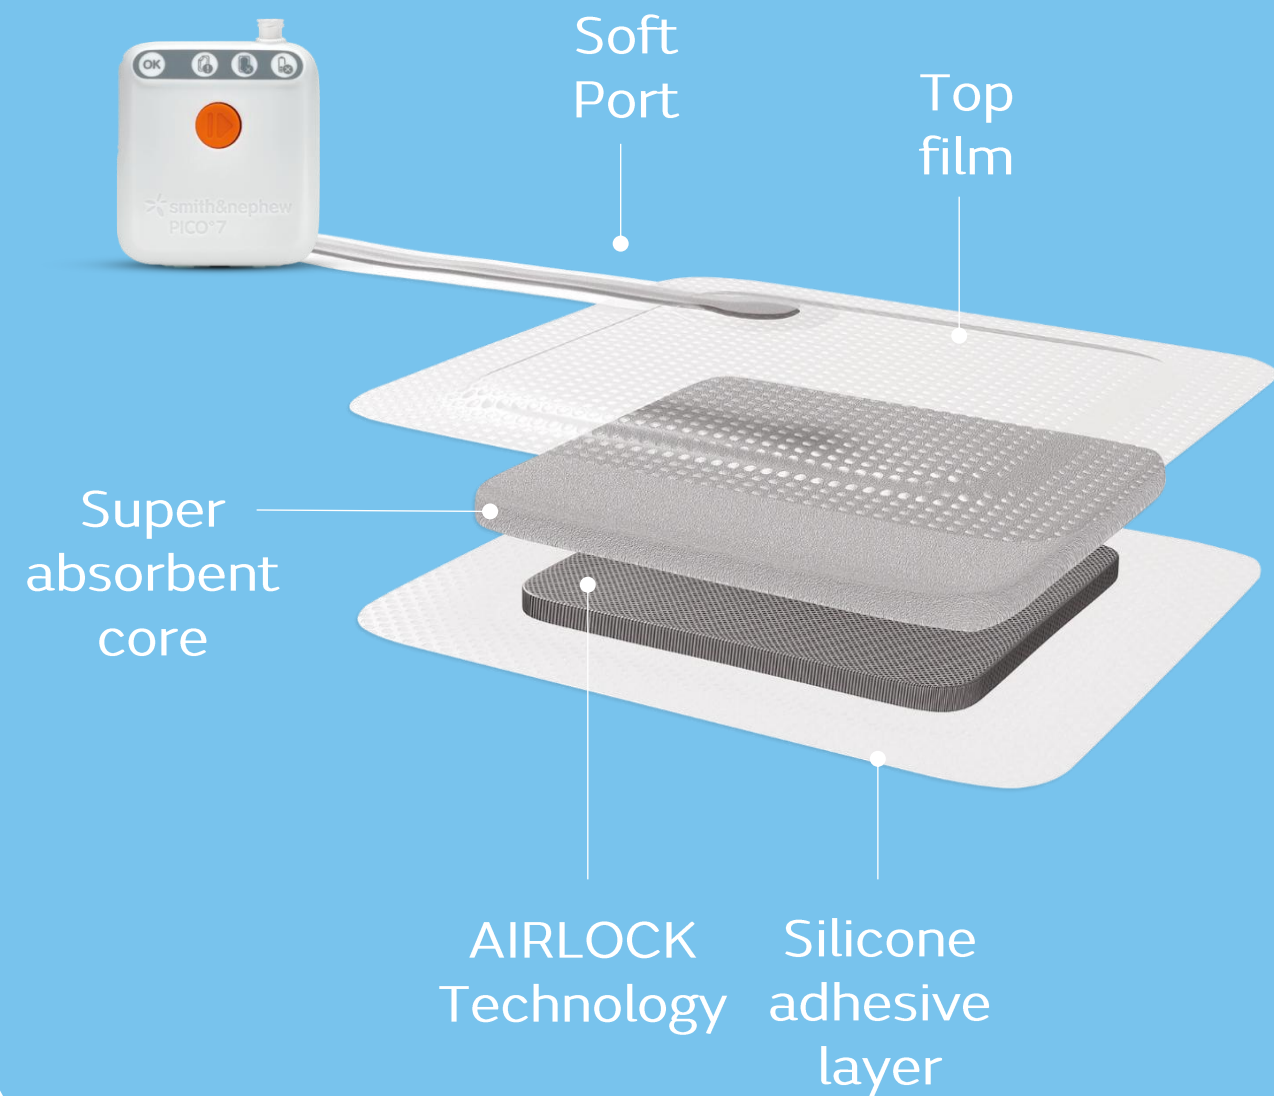 Soft
Port
Top
film
OK
smith&nephew
PICO°7
Super
absorbent
core
AIRLOCK
Technology
Silicone
adhesive
layer